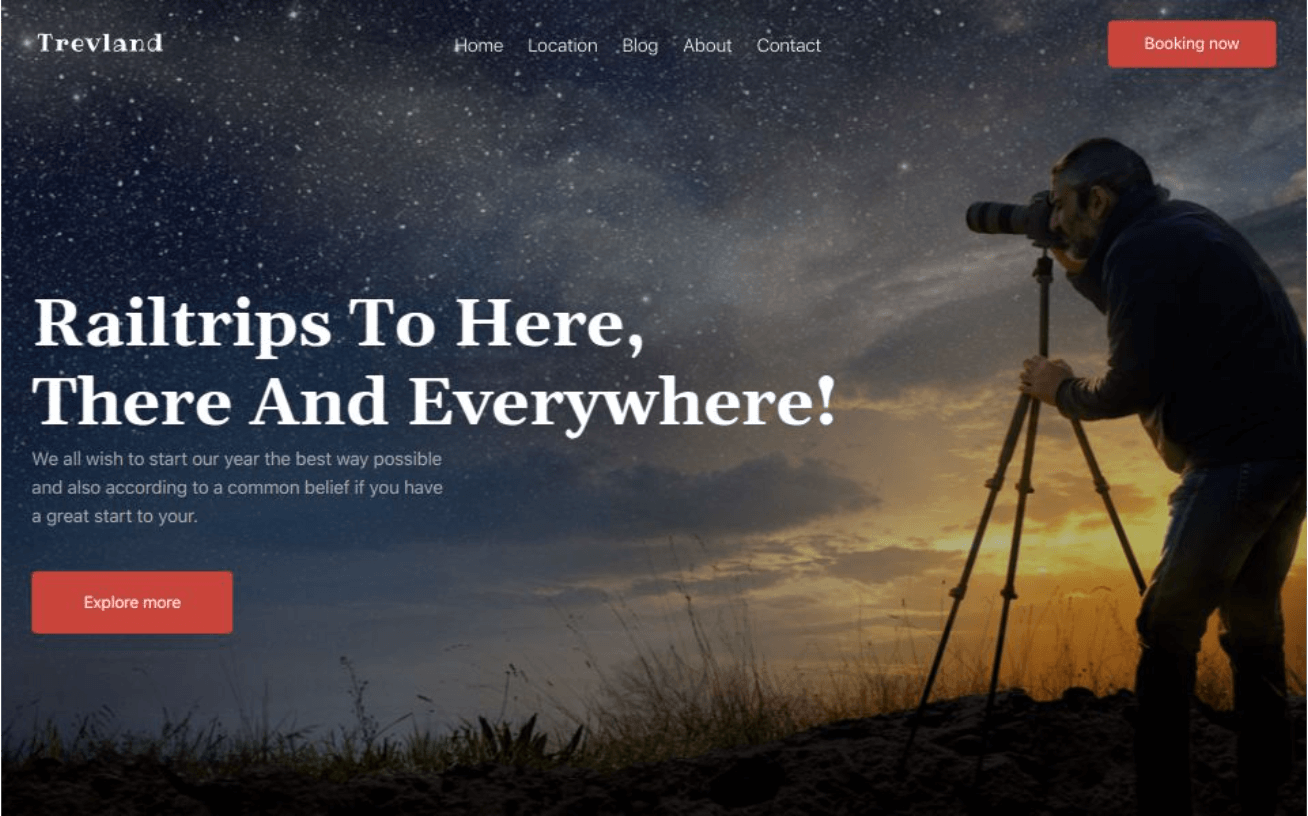 Trevland
Home Location Blog About Contact
Booking now
Railtrips To Here,
There And Everywhere!
We all wish to start our year the best way possible
and also according to a common belief if you have
a great start to your.
Explore more